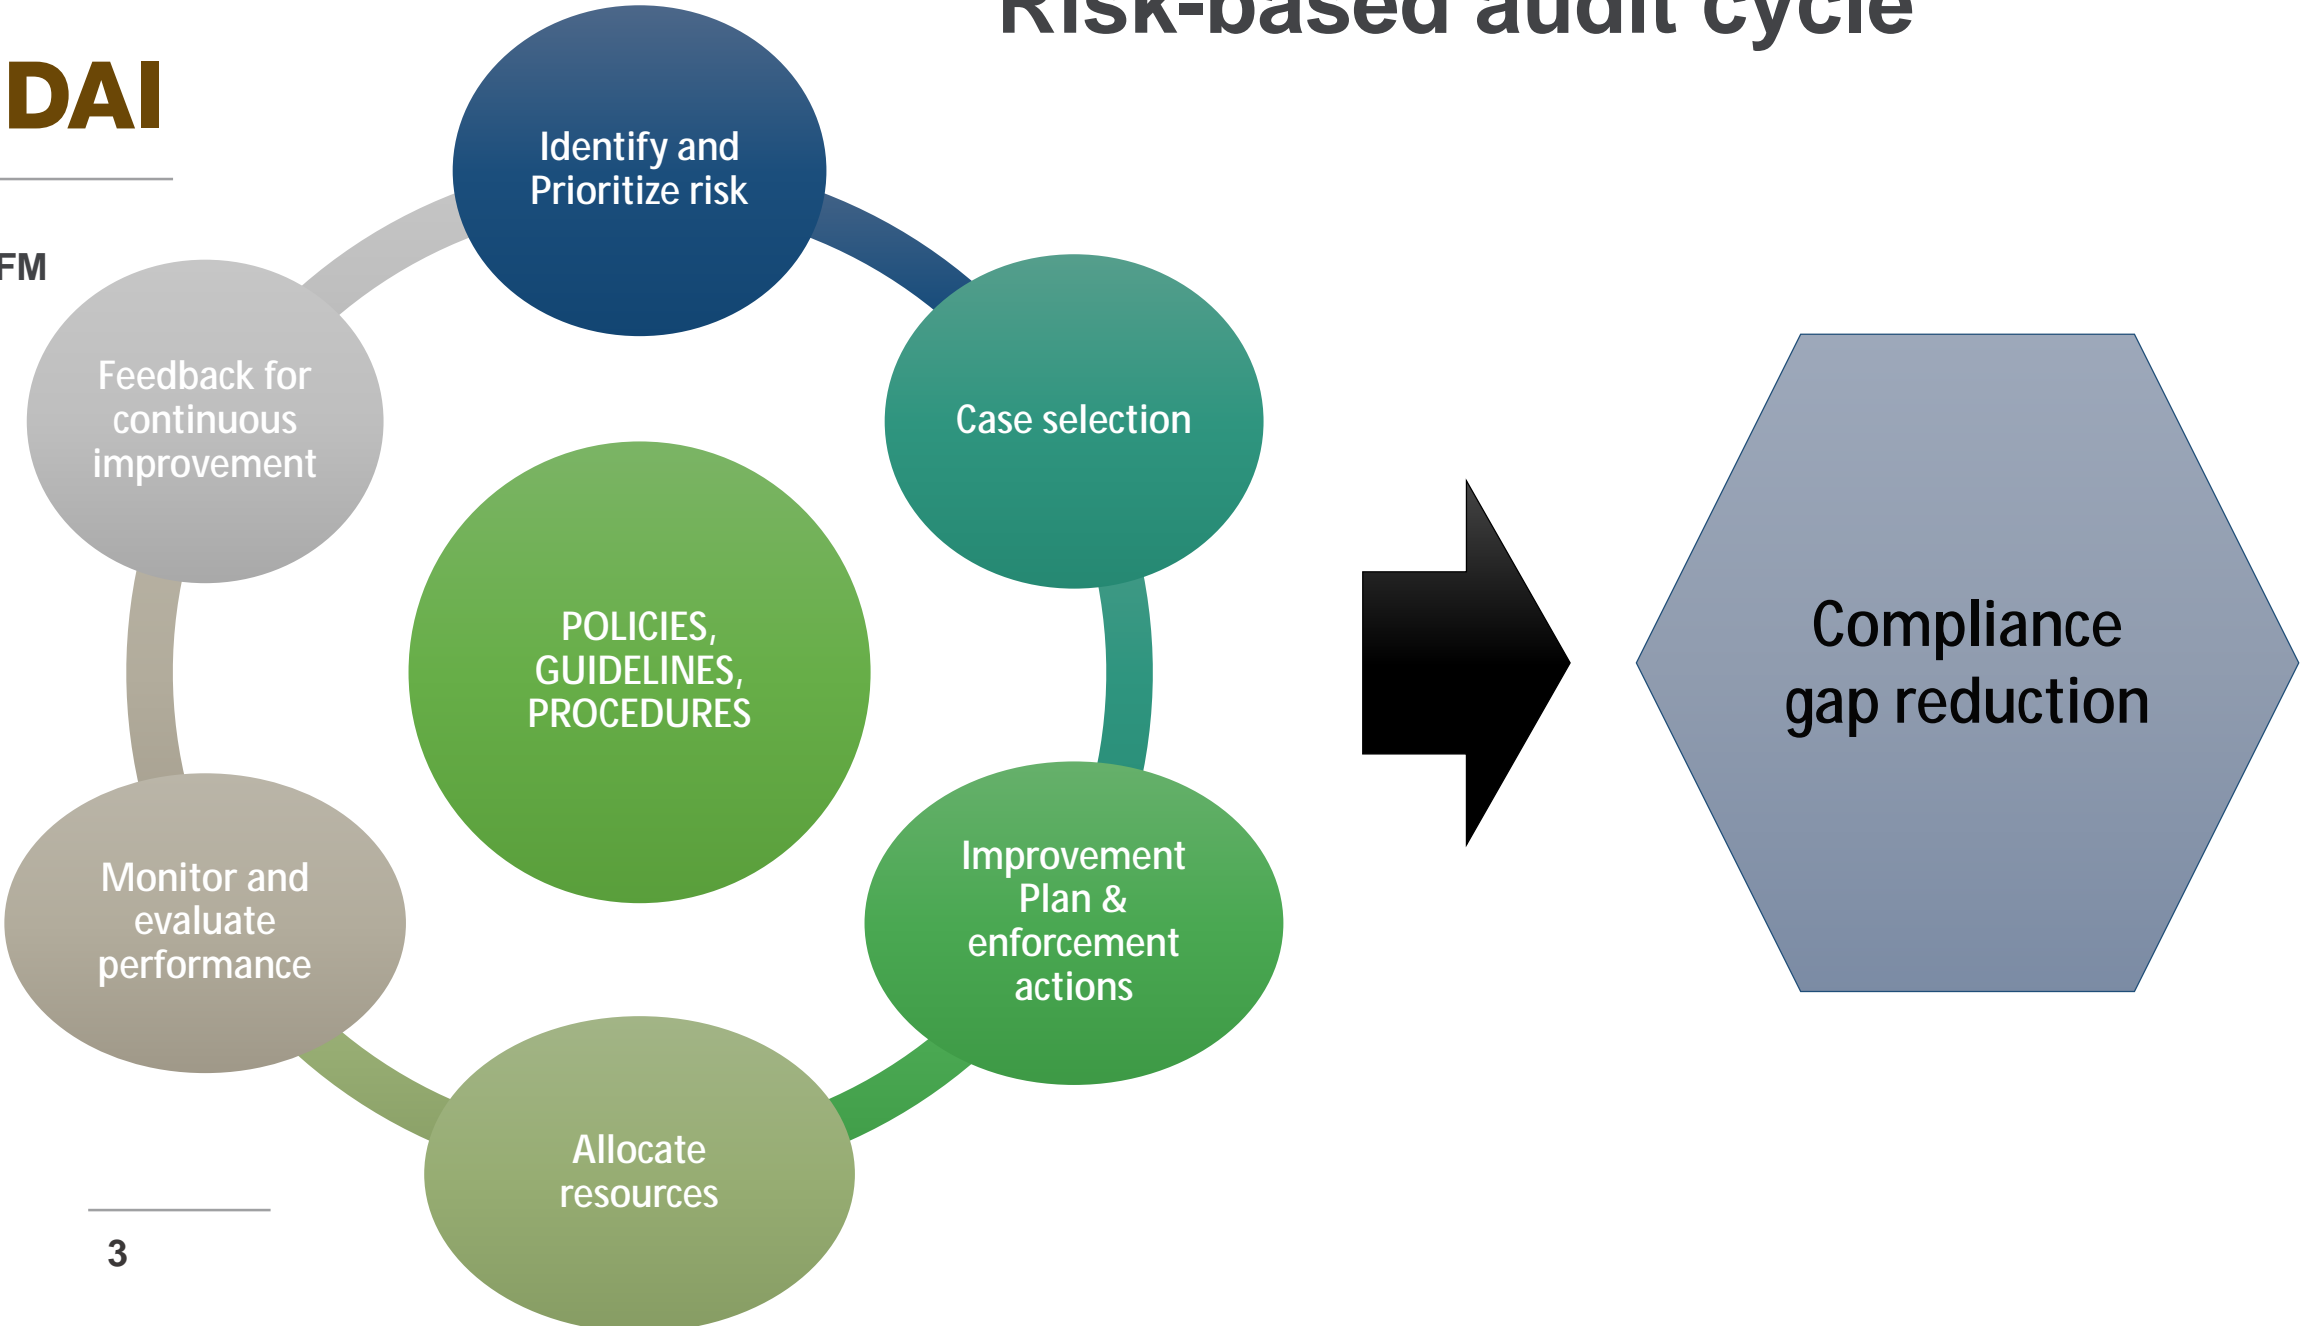 Risk-based audit cycle
DAI
FM
Identify and
Prioritize risk
Case selection
Improvement
Plan &
enforcement
actions
Allocate
resources
Monitor and
evaluate
performance
Feedback for
continuous
improvement
POLICIES,
GUIDELINES,
PROCEDURES
Compliance
gap reduction
3